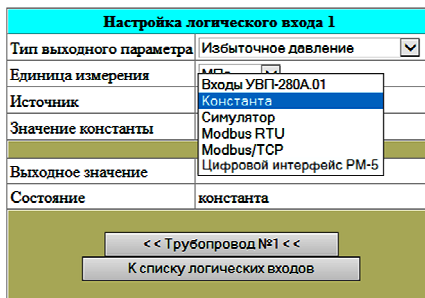 Настройка логического входа 1
Тип выходного параметра Избыточное давление
Единица измерения МПа
Входы УВП-280А.01
Источник Константа
Симулятор
Значение константы Modbus RTU
Modbus/TCP
Цифровой интерфейс РМ-5
Выходное значение
Состояние константа
<< Трубопровод №1 <<
К списку логических входов